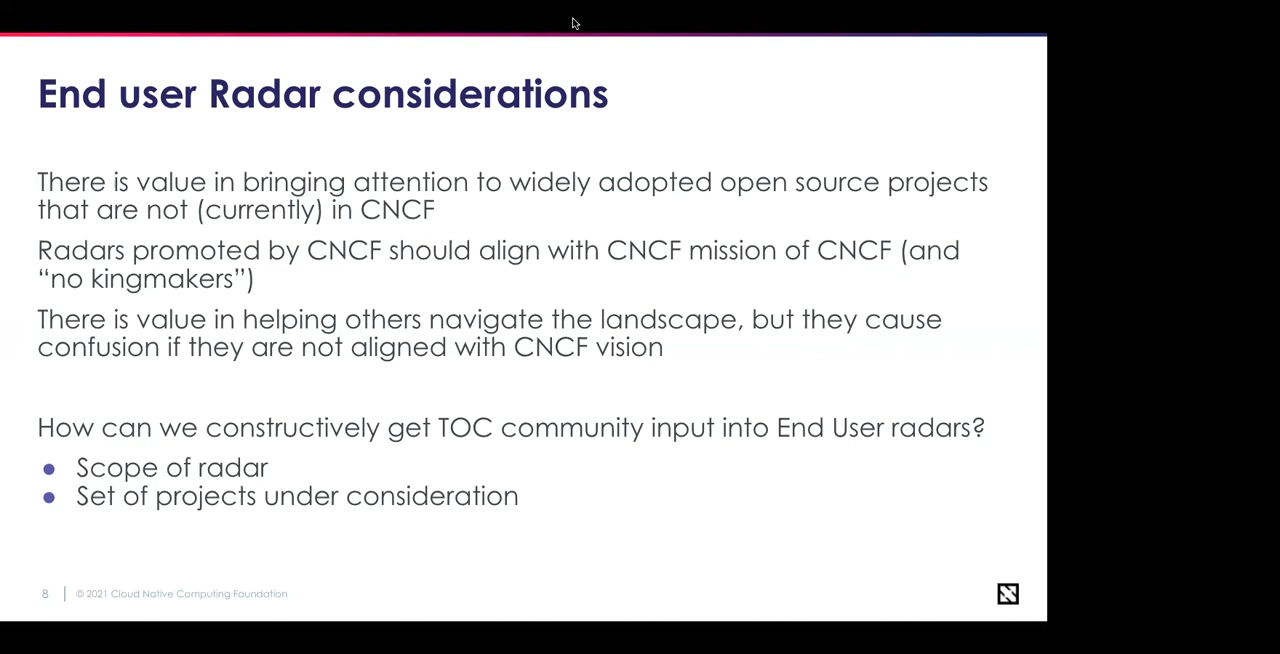 End user Radar considerations
There is value in bringing attention to widely adopted open source projects
that are not (currently) in CNCF
Radars promoted by CNCF should align with CNCF mission of CNCF (and
“no kingmakers”)
There is value in helping others navigate the landscape, but they cause
confusion if they are not aligned with CNCF vision
How can we constructively get TOC community input into End User radars?
● Scope of radar
● Set of projects under consideration
8 | © 2021 Cloud Native Computing Foundation